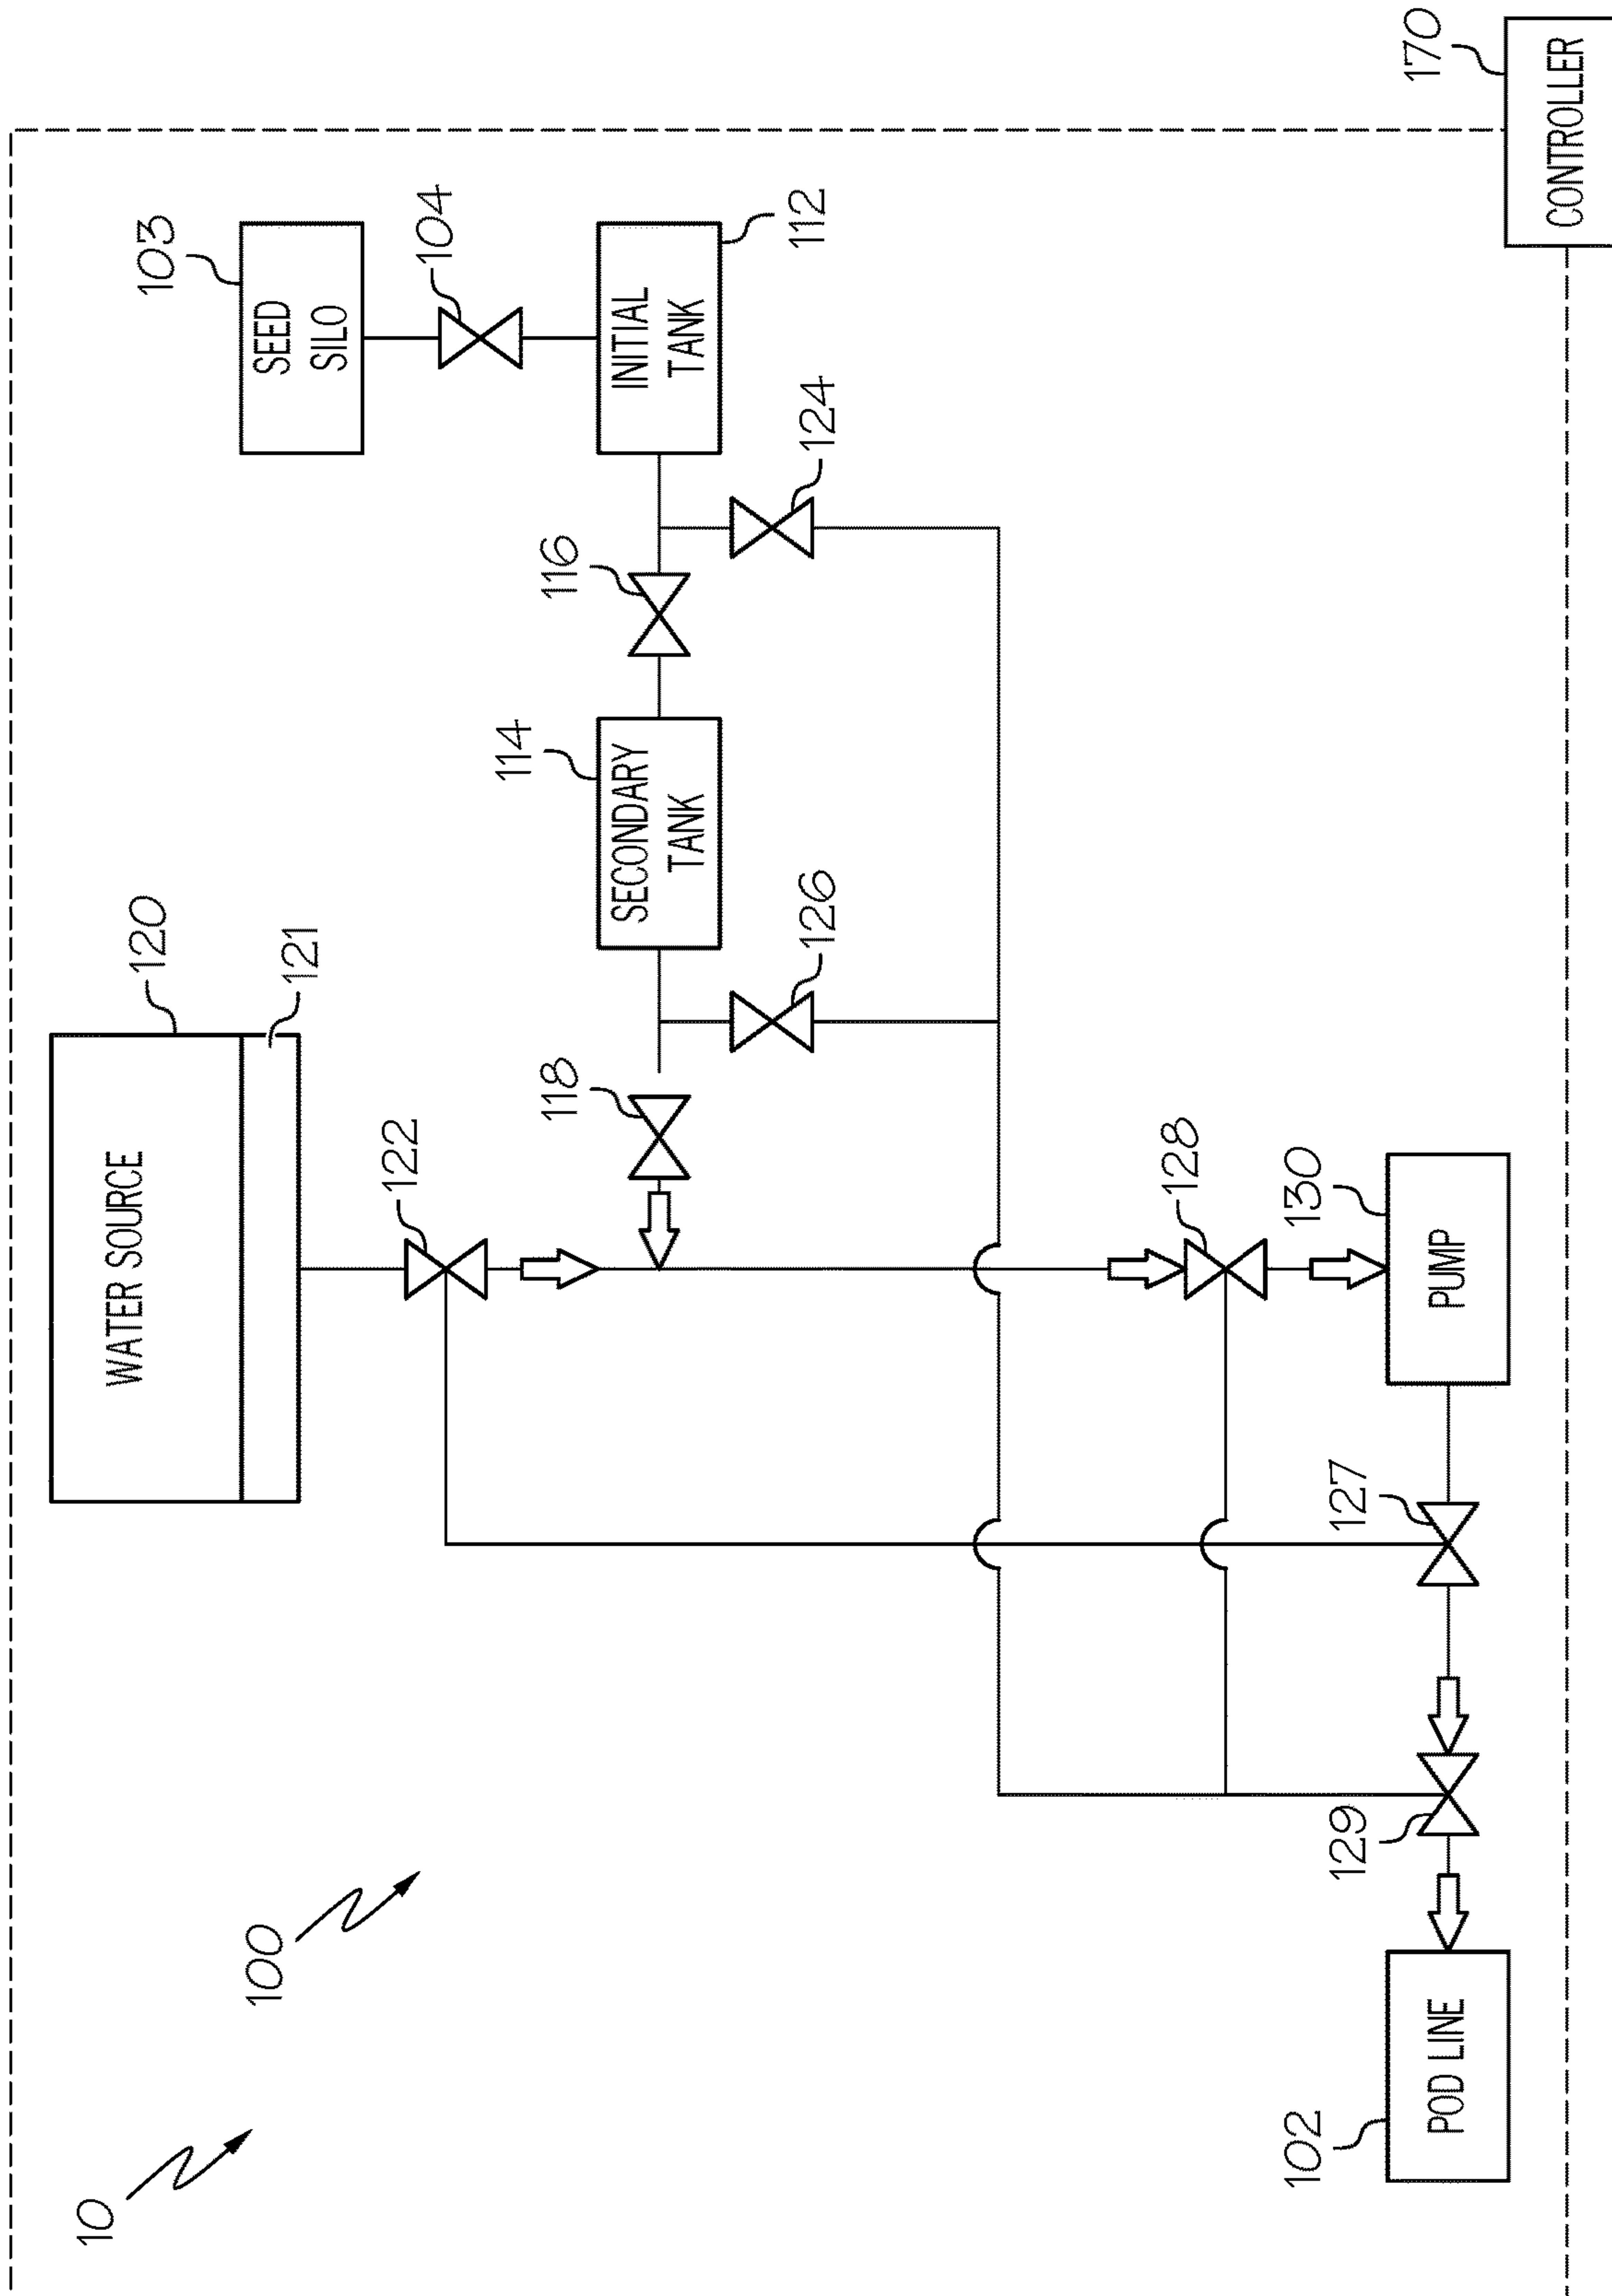 10
100
WATER SOURCE
120
121
122
103
SEED
SILO
104
INITIAL
TANK
112
124
116
114
SECONDARY
TANK
126
118
128
130
PUMP
127
129
POD LINE
102
170
CONTROLLER